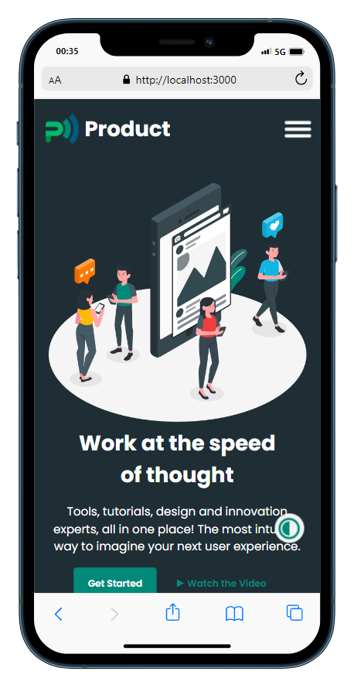 00:35
5G
AA
http://localhost:3000
Product
Work at the speed
of thought
Tools, tutorials, design and innovation
experts, all in one place! The most
way to imagine your next user experience.
Get Started
Watch the Video